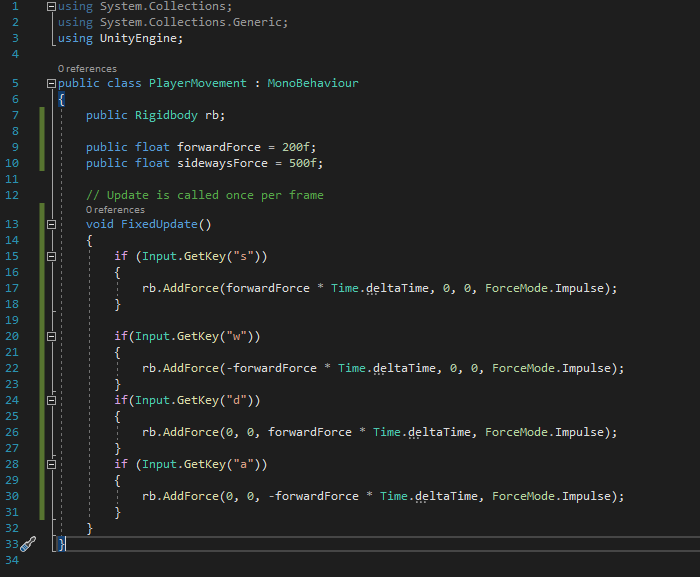 1 using System.Collections;
2 using System.Collections.Generic;
3 using UnityEngine;
4
0 references
5 public class PlayerMovement : MonoBehaviour
6 {
7 public Rigidbody rb;
8
9 public float forwardForce = 200f;
10 public float sidewaysForce = 500f;
11
12 // Update is called once per frame
0 references
13 void FixedUpdate()
14 {
15 if (Input.GetKey("s"))
16 {
17 rb.AddForce(forwardForce * Time.deltaTime, 0, 0, ForceMode.Impulse);
18 }
19
20 if(Input.GetKey("w"))
21 {
22 rb.AddForce(-forwardForce * Time.deltaTime, 0, 0, ForceMode.Impulse);
23 }
24 if(Input.GetKey("d"))
25 {
26 rb.AddForce(0, 0, forwardForce * Time.deltaTime, ForceMode.Impulse);
27 }
28 if (Input.GetKey("a"))
29 {
30 rb.AddForce(0, 0, -forwardForce * Time.deltaTime, ForceMode.Impulse);
31 }
32 }
33 }
34